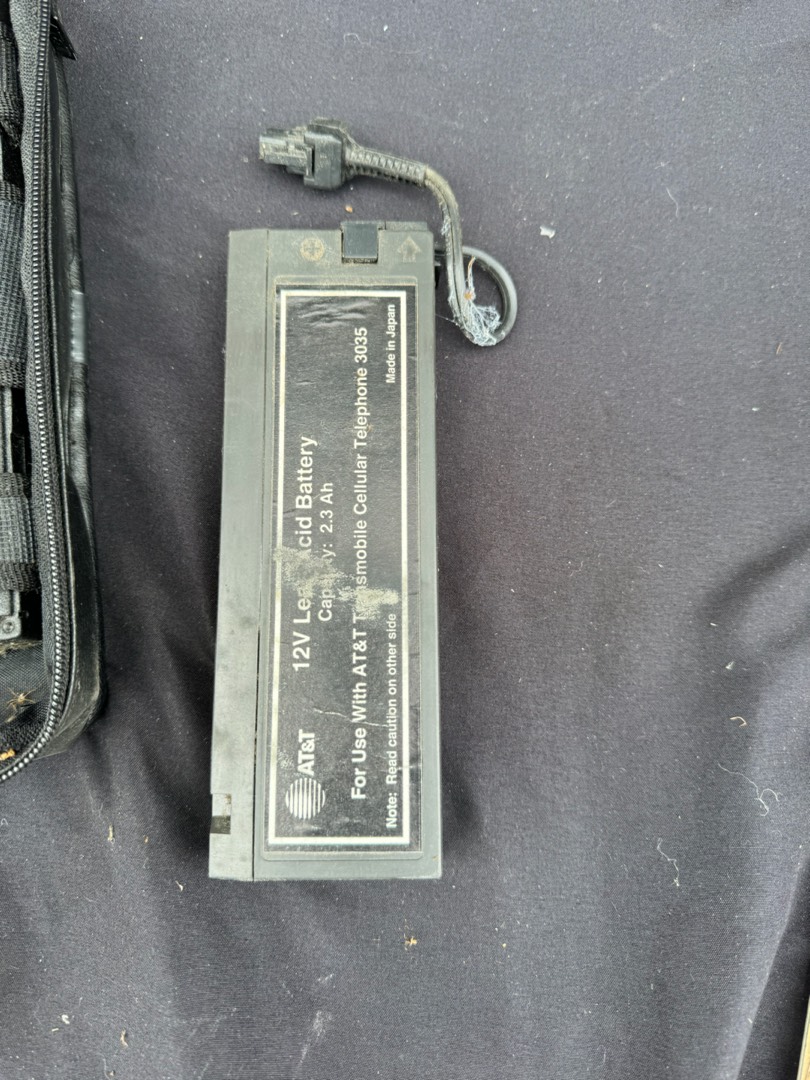 12V Le cid Battery
Cap y: 2.3 Ah
AT&T
For Use With AT&T T nsmobile Cellular Telephone 3035
Note: Read caution on other side
Made in Japan